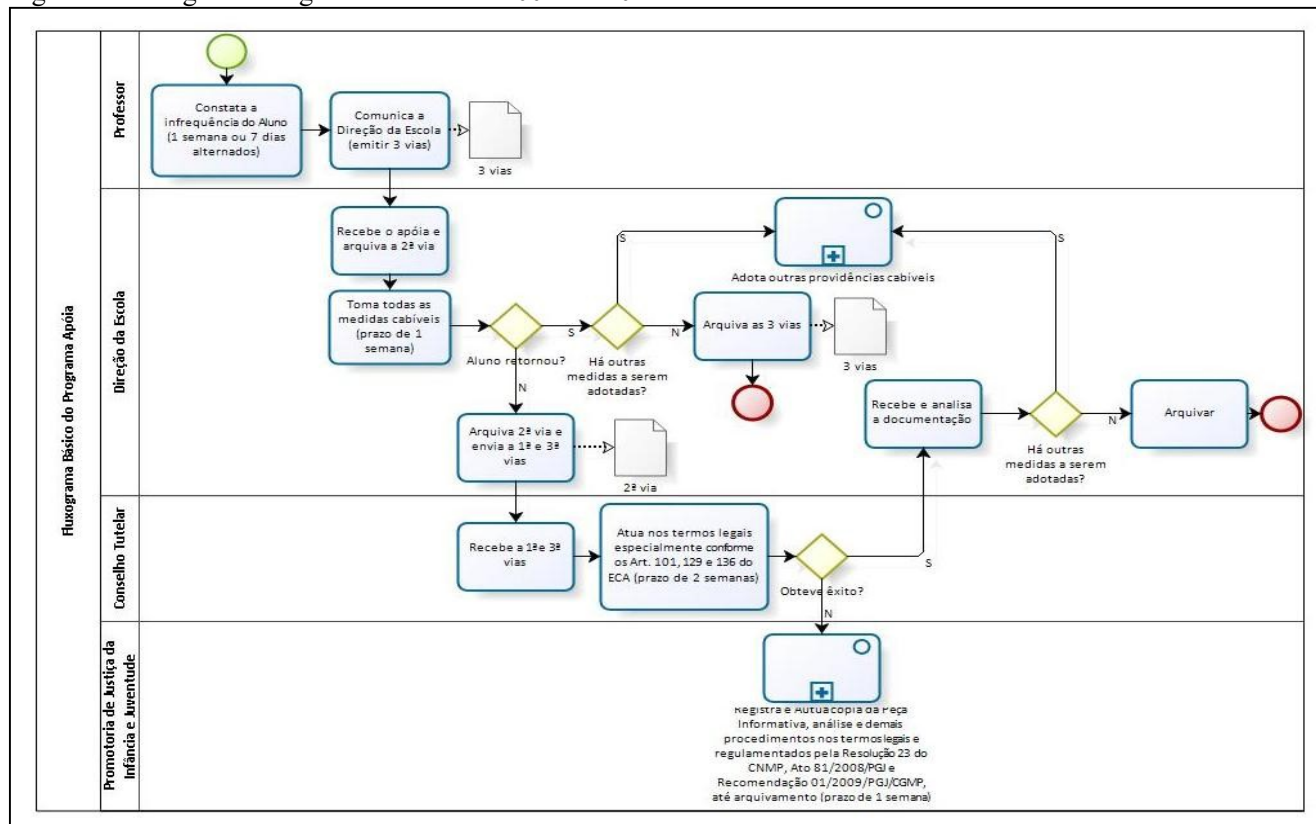 Fluxograma Básico do Programa Apóia
Professor
Constata a
infrequência do Aluno
(1 semana ou 7 dias
alternados)
Comunica a
Direção da Escola
(emitir 3 vias)
3 vias
Direção da Escola
Recebe o apóia e
arquiva a 2ª via
Toma todas as
medidas cabíveis
(prazo de 1
semana)
Aluno retornou?
S
N
Há outras
medidas a serem
adotadas?
S
N
Adota outras providências cabíveis
Arquiva as 3 vias
3 vias
Arquiva 2ª via e
envia a 1ª e 3ª
vias
2ª via
Recebe e analisa
a documentação
Há outras
medidas a serem
adotadas?
S
N
Arquivar
Conselho Tutelar
Recebe a 1ª e 3ª
vias
Atua nos termos legais
especialmente conforme
os Art. 101, 129 e 136 do
ECA (prazo de 2 semanas)
Obteve êxito?
S
N
Promotoria de Justiça da
Infância e Juventude
Registra e Autua cópia da Peça
Informativa, análise e demais
procedimentos nos termos legais e
regulamentados pela Resolução 23 do
CNMP, Ato 81/2008/PGJ e
Recomendação 01/2009/PGJ/CGMP,
até arquivamento (prazo de 1 semana)